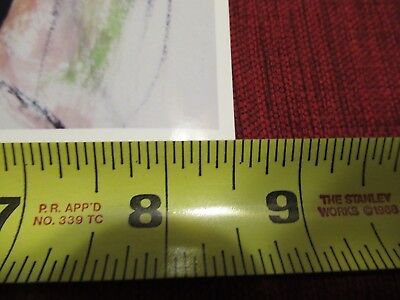 7 P.R. APP'D 8 9 THE STANLEY
NO. 339 TC WORKS ©1988